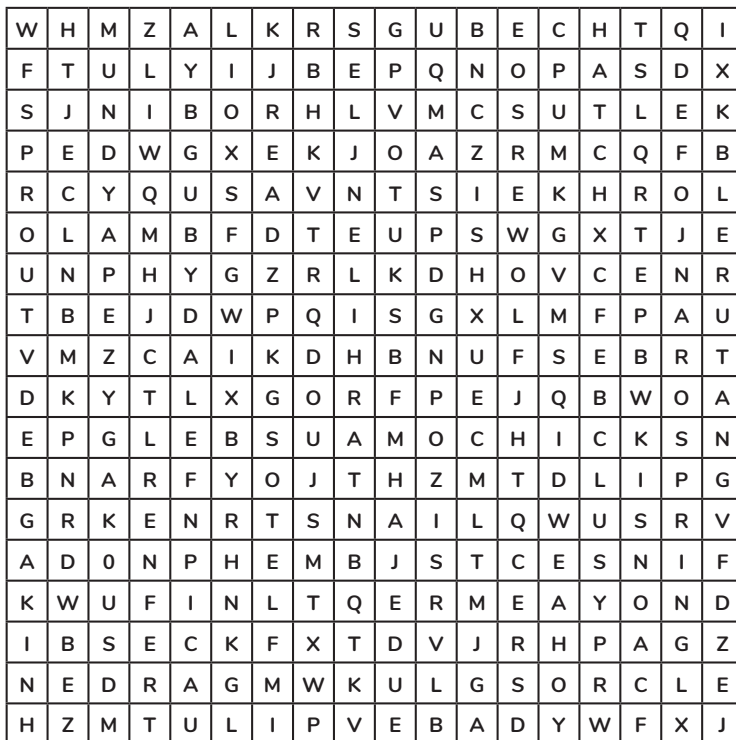 W H M Z A L K R S G U B E C H T Q I
F T U L Y I J B E P Q N O P A S D X
S J N I B O R H L V M C S U T L E K
P E D W G X E K J O A Z R M C Q F B
R C Y Q U S A V N T S I E K H R O L
O L A M B F D T E U P S W G X T J E
U N P H Y G Z R L K D H O V C E N R
T B E J D W P Q I S G X L M F P A U
V M Z C A I K D H B N U F S E B R T
D K Y T L X G O R F P E J Q B W O A
E P G L E B S U A M O C H I C K S N
B N A R F Y O J T H Z M T D L I P G
G R K E N R T S N A I L Q W U S R V
A D 0 N P H E M B J S T C E S N I F
K W U F I N L T Q E R M E A Y O N D
I B S E C K F X T D V J R H P A G Z
N E D R A G M W K U L G S O R C L E
H Z M T U L I P V E B A D Y W F X J